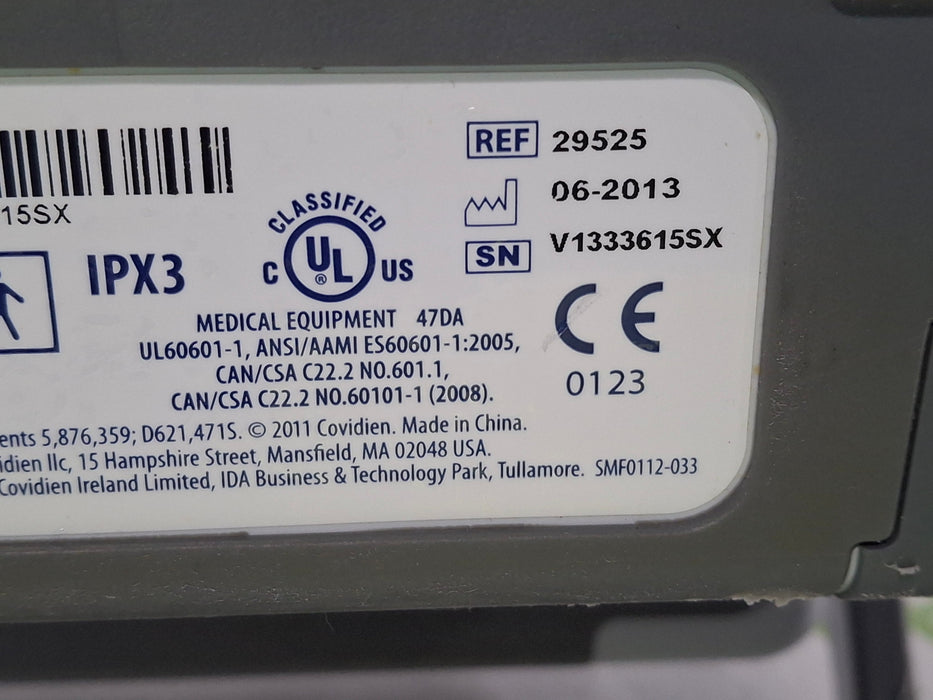 REF 29525
06-2013
SN V1333615SX
15SX
IPX3
CLASSIFIED
C UL ® US
CE
0123
MEDICAL EQUIPMENT 47DA
UL60601-1, ANSI/AAMI ES60601-1:2005,
CAN/CSA C22.2 NO.601.1,
CAN/CSA C22.2 NO.60101-1 (2008).
ents 5,876,359; D621,471S. © 2011 Covidien. Made in China.
idien llc, 15 Hampshire Street, Mansfield, MA 02048 USA.
Covidien Ireland Limited, IDA Business & Technology Park, Tullamore. SMF0112-033